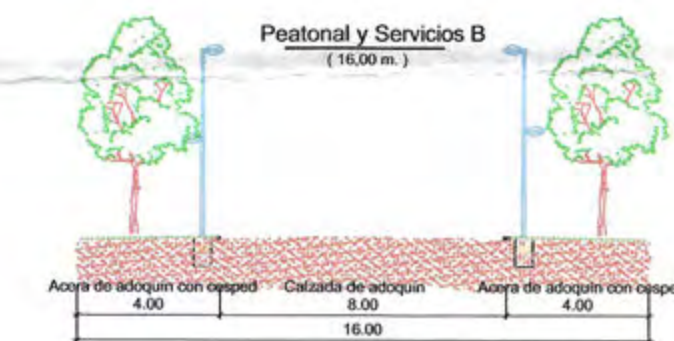 Peatonal y Servicios B
( 16,00 m. )
Acera de adoquin con cesped Calzada de adoquin Acera de adoquin con cespe
4.00 8.00 4.00
16.00